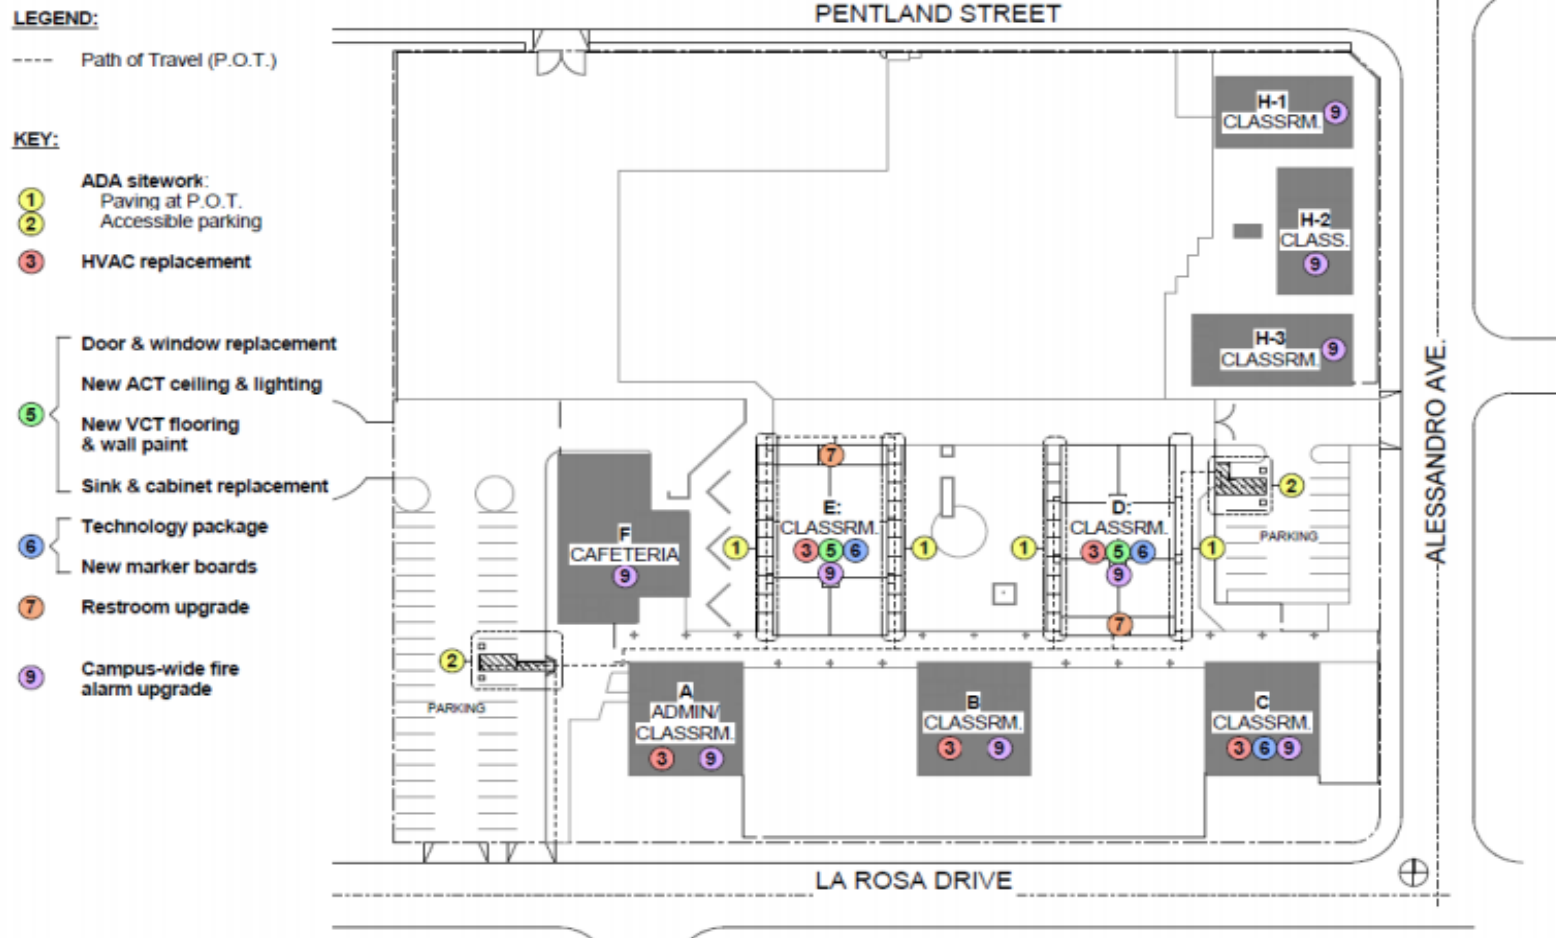 LEGEND:
Path of Travel (P.O.T.)
KEY:
ADA sitework:
1 Paving at P.O.T.
2 Accessible parking
3 HVAC replacement
Door & window replacement
New ACT ceiling & lighting
5
New VCT flooring
& wall paint
Sink & cabinet replacement
Technology package
6
New marker boards
7 Restroom upgrade
Campus-wide fire
9
alarm upgrade
PENTLAND STREET
H-1
CLASSRM.
9
H-2
CLASS.
9
H-3
CLASSRM.
9
ALESSANDRO AVE.
F
CAFETERIA
9
7
E:
CLASSRM.
1
3 5 6
1
9
D:
CLASSRM.
1
3 5 6
1
9
7
2
PARKING
2
PARKING
A
ADMIN/
CLASSRM.
3 9
B
CLASSRM.
3 9
C
CLASSRM.
3 6 9
LA ROSA DRIVE